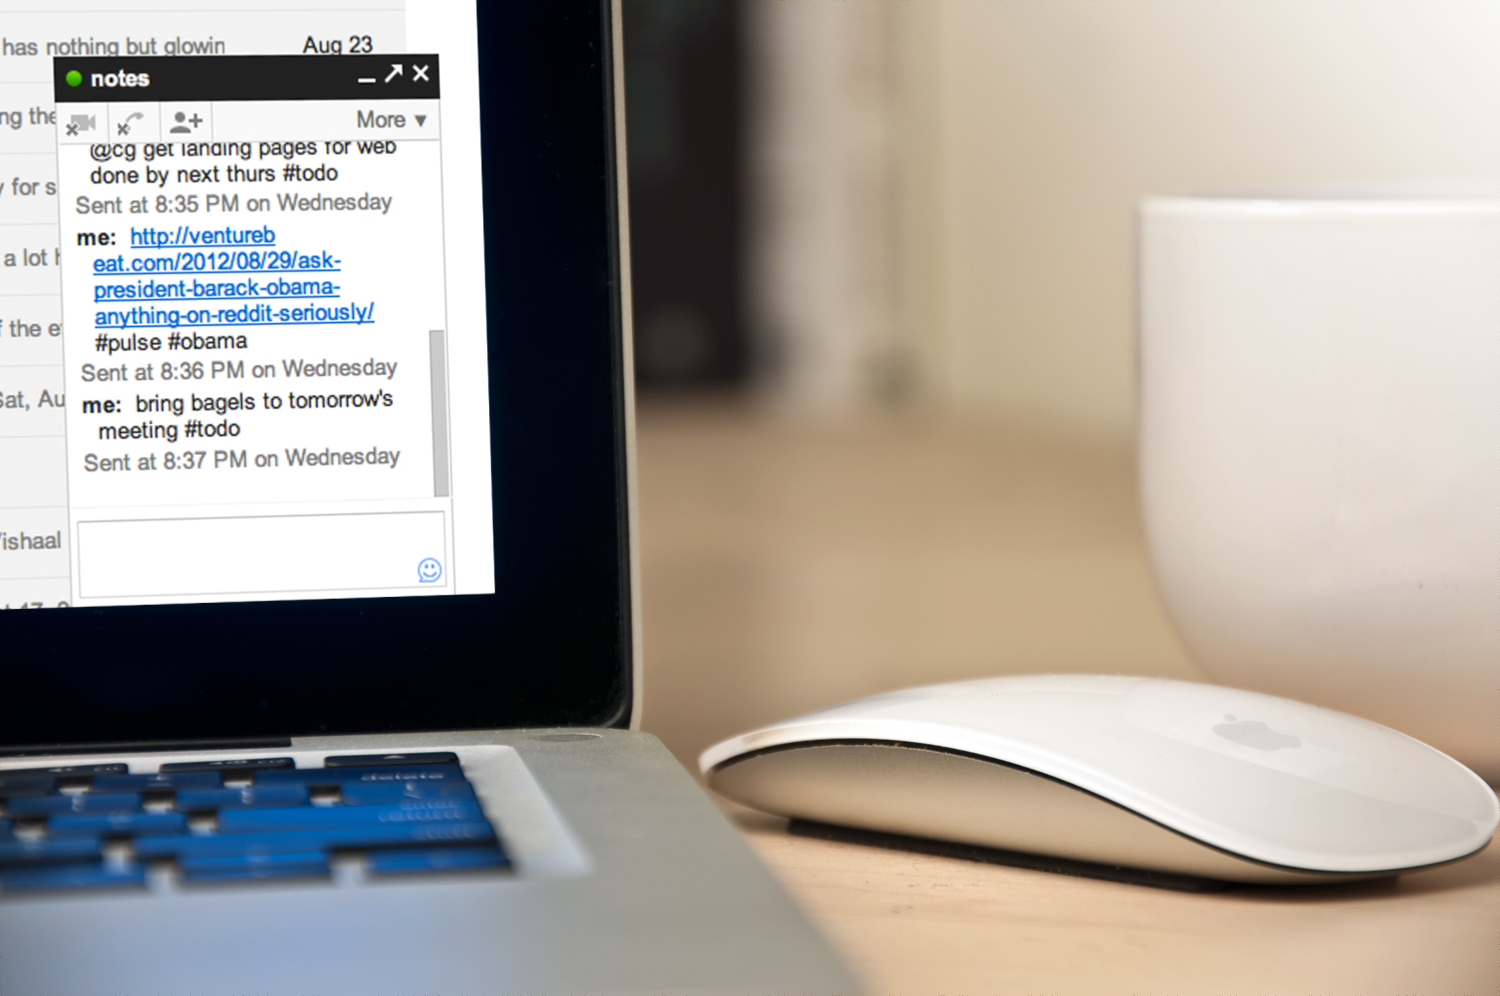 has nothing but glowin
Aug 23
notes
ng the
More
@cg get landing pages for web
done by next thurs #todo
y for s
Sent at 8:35 PM on Wednesday
me: http://ventureb
a lot
eat.com/2012/08/29/ask-
president-barack-obama-
anything-on-reddit-seriously/
f the e
#pulse #obama
Sent at 8:36 PM on Wednesday
Sat, Au
me: bring bagels to tomorrow's
meeting #todo
Sent at 8:37 PM on Wednesday
ishaal
delete